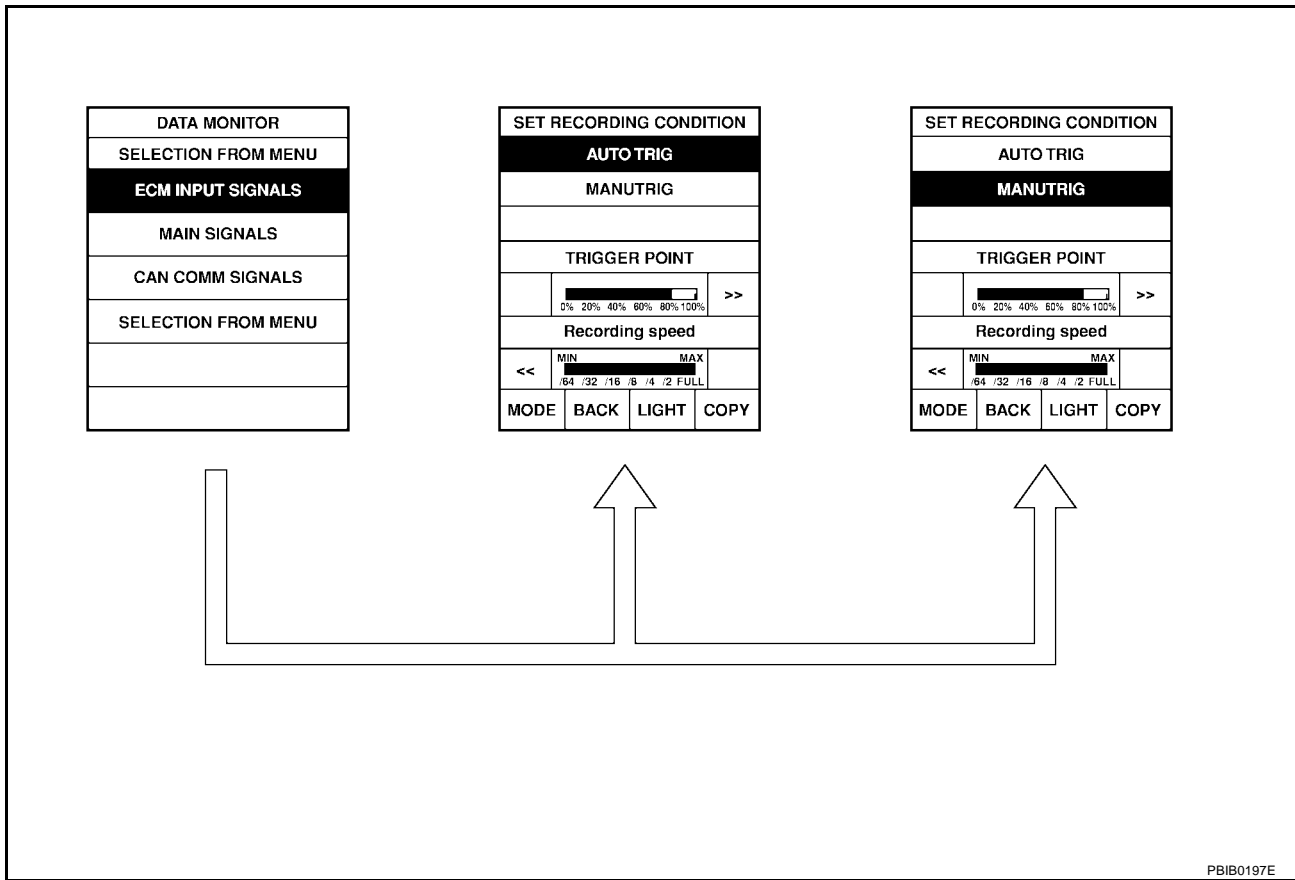 DATA MONITOR
SELECTION FROM MENU
ECM INPUT SIGNALS
MAIN SIGNALS
CAN COMM SIGNALS
SELECTION FROM MENU
SET RECORDING CONDITION
AUTO TRIG
MANUTRIG
TRIGGER POINT
>>
0% 20% 40% 60% 80% 100%
Recording speed
MIN MAX
<<
/64 /32 /16 /8 /4 /2 FULL
MODE BACK LIGHT COPY
SET RECORDING CONDITION
AUTO TRIG
MANUTRIG
TRIGGER POINT
>>
0% 20% 40% 60% 80% 100%
Recording speed
MIN MAX
<<
/64 /32 /16 /8 /4 /2 FULL
MODE BACK LIGHT COPY
PBIB0197E